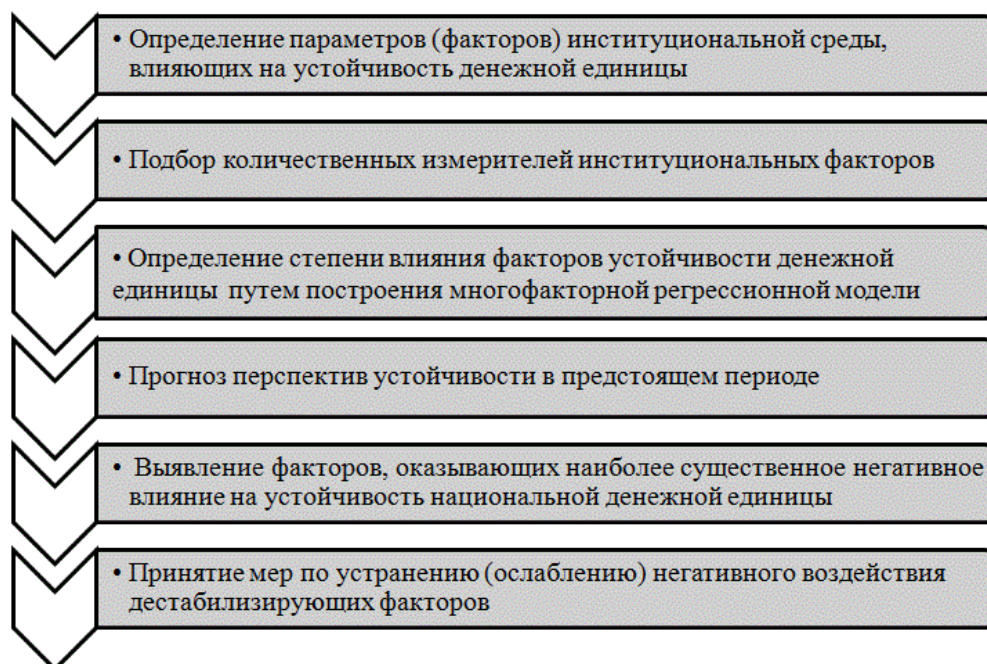 • Определение параметров (факторов) институциональной среды,
влияющих на устойчивость денежной единицы
• Подбор количественных измерителей институциональных факторов
• Определение степени влияния факторов устойчивости денежной
единицы путем построения многофакторной регрессионной модели
• Прогноз перспектив устойчивости в предстоящем периоде
• Выявление факторов, оказывающих наиболее существенное негативное
влияние на устойчивость национальной денежной единицы
• Принятие мер по устранению (ослаблению) негативного воздействия
дестабилизирующих факторов